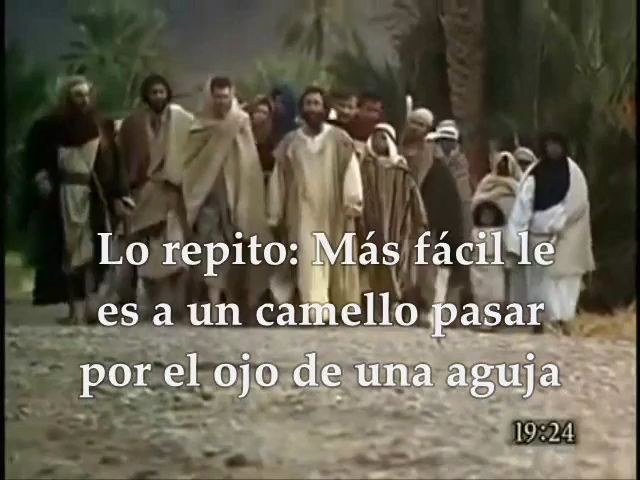 Lo repito: Más fácil le
es a un camello pasar
por el ojo de una aguja
19:24